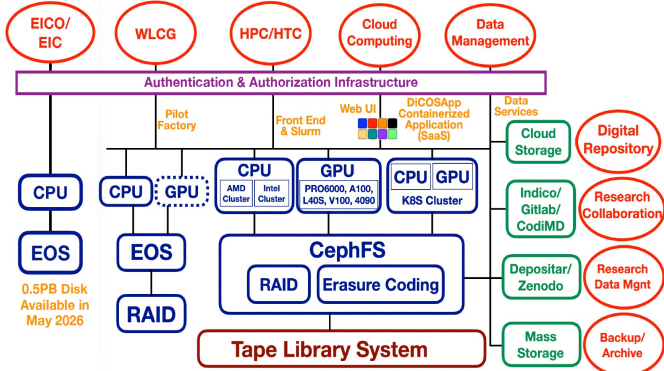 EICO/
EIC
WLCG
HPC/HTC
Cloud
Computing
Data
Management
Authentication & Authorization Infrastructure
Pilot
Factory
Front End
& Slurm
Web UI
DiCOSApp
Containerized
Application
(SaaS)
Data
Services
Cloud
Storage
Digital
Repository
CPU
CPU
GPU
CPU
AMD
Cluster
Intel
Cluster
GPU
PRO6000, A100,
L40S, V100, 4090
CPU
GPU
K8S Cluster
Indico/
Gitlab/
CodiMD
Research
Collaboration
EOS
EOS
CephFS
RAID
Erasure Coding
Depositar/
Zenodo
Research
Data Mgnt
0.5PB Disk
Available in
May 2026
RAID
Tape Library System
Mass
Storage
Backup/
Archive